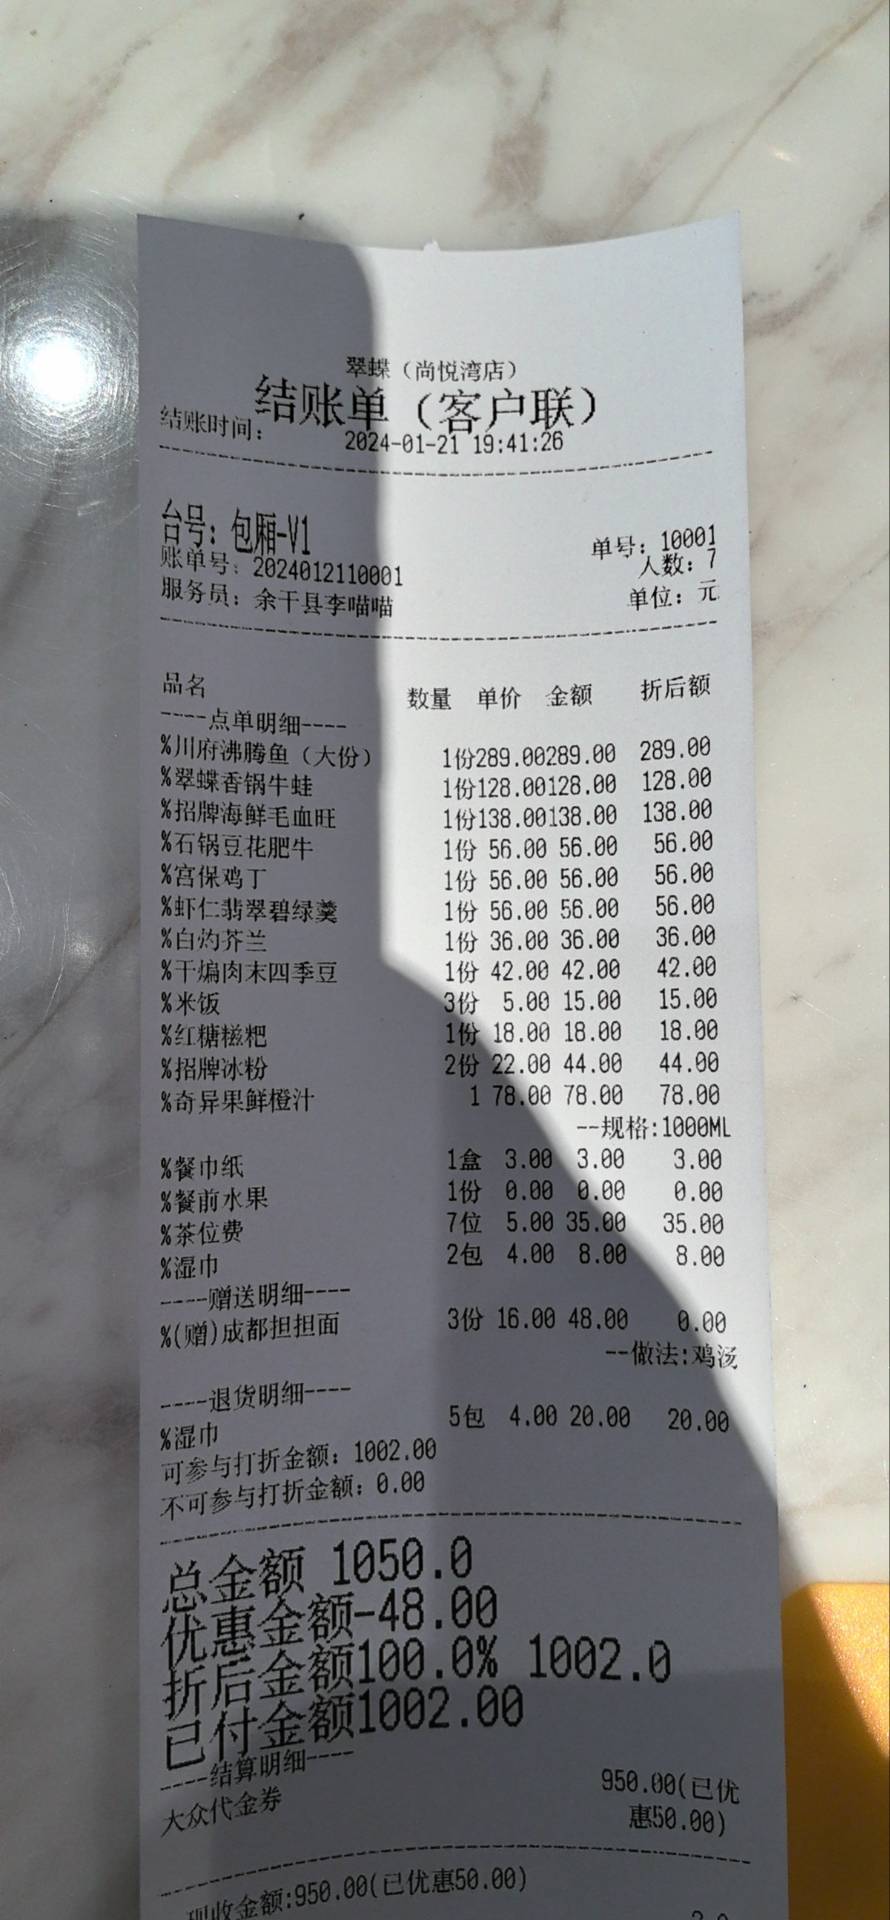 翠蝶（尚悦湾店）
结账单（客户联）
结账时间： 2024-01-21 19:41:26
台号：包厢-V1
单号：10001
账单号：2024012110001 人数：7
服务员：余干县李喵喵 单位：元
品名 数量 单价 金额 折后额
----点单明细----
%川府沸腾鱼（大份） 1份289.00289.00 289.00
%翠蝶香锅牛蛙 1份128.00128.00 128.00
%招牌海鲜毛血旺 1份138.00138.00 138.00
%石锅豆花肥牛 1份 56.00 56.00 56.00
%宫保鸡丁 1份 56.00 56.00 56.00
%虾仁翡翠碧绿羹 1份 56.00 56.00 56.00
%白灼芥兰 1份 36.00 36.00 36.00
%干煸肉末四季豆 1份 42.00 42.00 42.00
%米饭 3份 5.00 15.00 15.00
%红糖糍粑 1份 18.00 18.00 18.00
%招牌冰粉 2份 22.00 44.00 44.00
%奇异果鲜橙汁 1 78.00 78.00 78.00
--规格:1000ML
%餐巾纸 1盒 3.00 3.00 3.00
%餐前水果 1份 0.00 0.00 0.00
%茶位费 7位 5.00 35.00 35.00
%湿巾 2包 4.00 8.00 8.00
----赠送明细----
%(赠)成都担担面 3份 16.00 48.00 0.00
--做法:鸡汤
----退货明细----
%湿巾 5包 4.00 20.00 20.00
可参与打折金额：1002.00
不可参与打折金额：0.00
总金额 1050.0
优惠金额-48.00
折后金额100.0% 1002.0
已付金额1002.00
----结算明细----
大众代金券 950.00(已优
惠50.00)
现收金额:950.00(已优惠50.00)